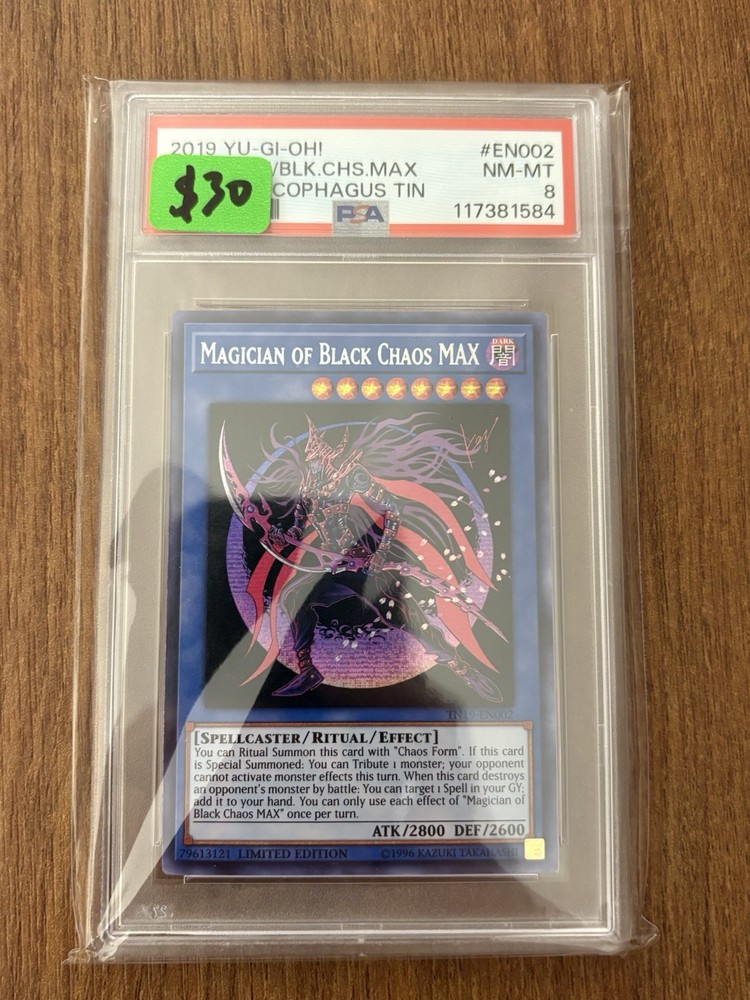 2019 YU-GI-OH! #EN002
/BLK.CHS.MAX NM-MT
COPHAGUS TIN 8
$30
PSA 117381584
MAGICIAN OF BLACK CHAOS MAX
DARK
闇
TN19-EN002
[SPELLCASTER/RITUAL/EFFECT]
You can Ritual Summon this card with "Chaos Form". If this card
is Special Summoned: You can Tribute 1 monster; your opponent
cannot activate monster effects this turn. When this card destroys
an opponent's monster by battle: You can target 1 Spell in your GY;
add it to your hand. You can only use each effect of "Magician of
Black Chaos MAX" once per turn.
ATK/2800 DEF/2600
79613121 LIMITED EDITION ©1996 KAZUKI TAKAHASHI